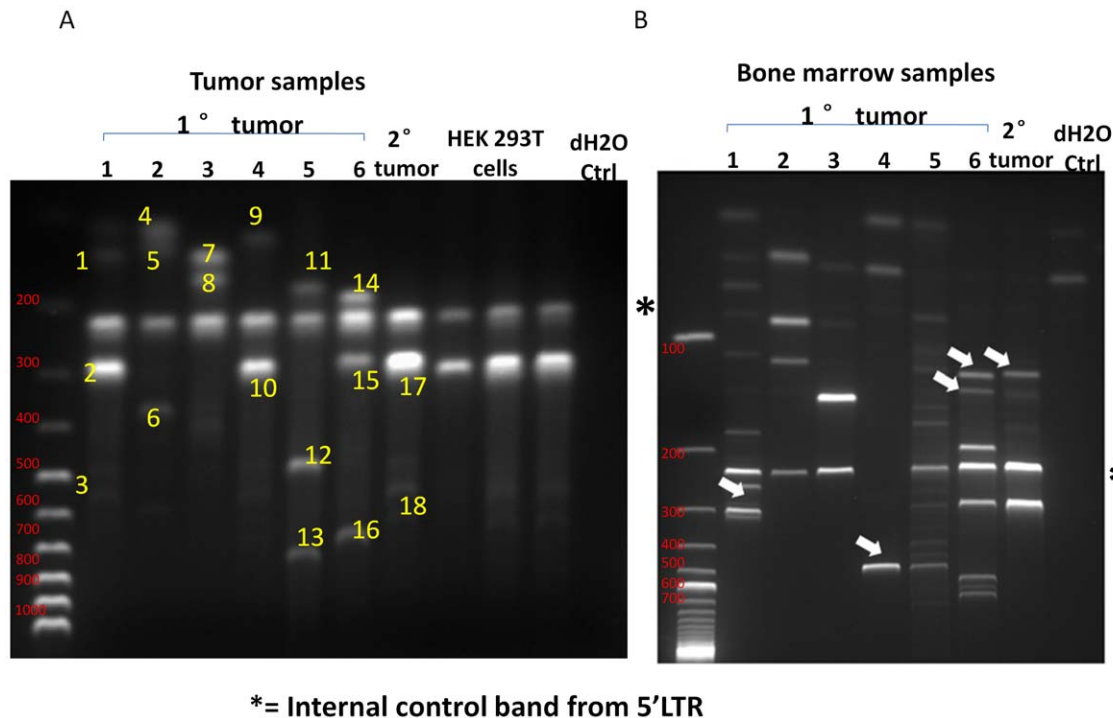 A
B
Tumor samples
1 ° tumor
1 2 3 4 5 6 2° tumor HEK 293T cells dH2O Ctrl
4 9
1 5 7 11
8 14
200
300 2 10 15 17
400 6
500 12
3
600 18
700 13 16
800
900
1000
Bone marrow samples
1 ° tumor
1 2 3 4 5 6 2° tumor dH2O Ctrl
*
100
200
*
300
400
500
600
700
*= Internal control band from 5'LTR